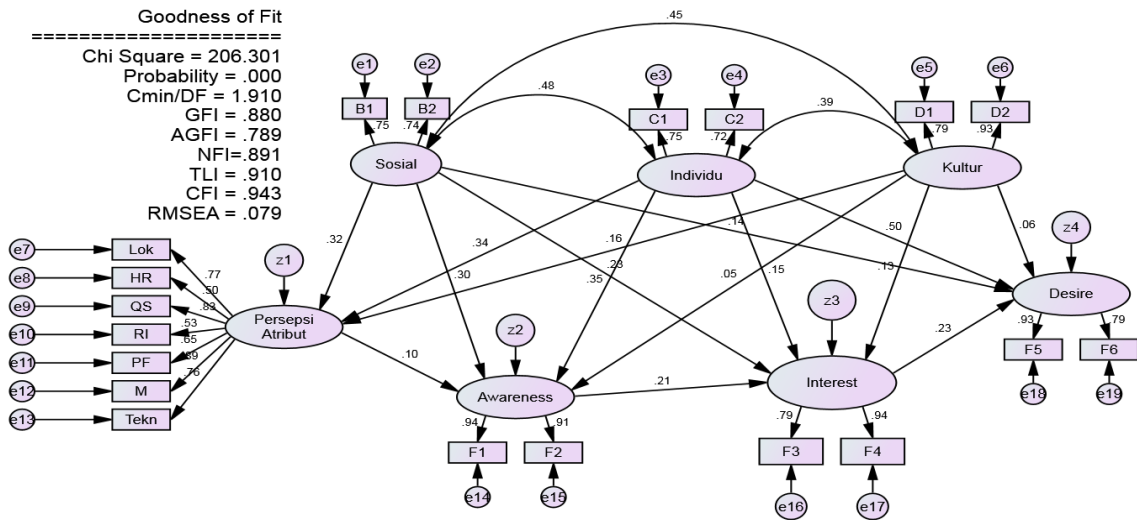 Goodness of Fit
=====================
Chi Square = 206.301
Probability = .000
Cmin/DF = 1.910
GFI = .880
AGFI = .789
NFI=.891
TLI = .910
CFI = .943
RMSEA = .079
.45
.48
.39
e1
e2
e3
e4
e5
e6
B1
B2
C1
C2
D1
D2
.75
.74
.75
.72
.79
.93
Sosial
Individu
Kultur
.32
.34
.16
.14
.50
.06
.30
.35
.23
.05
.15
.13
z1
z2
z3
z4
e7
Lok
.77
e8
HR
.50
e9
QS
.83
e10
RI
.53
e11
PF
.65
e12
M
e13
Tekn
.76
Persepsi
Atribut
.10
Awareness
.21
Interest
.23
Desire
.94
.91
.79
.94
.93
.79
F1
F2
F3
F4
F5
F6
e14
e15
e16
e17
e18
e19